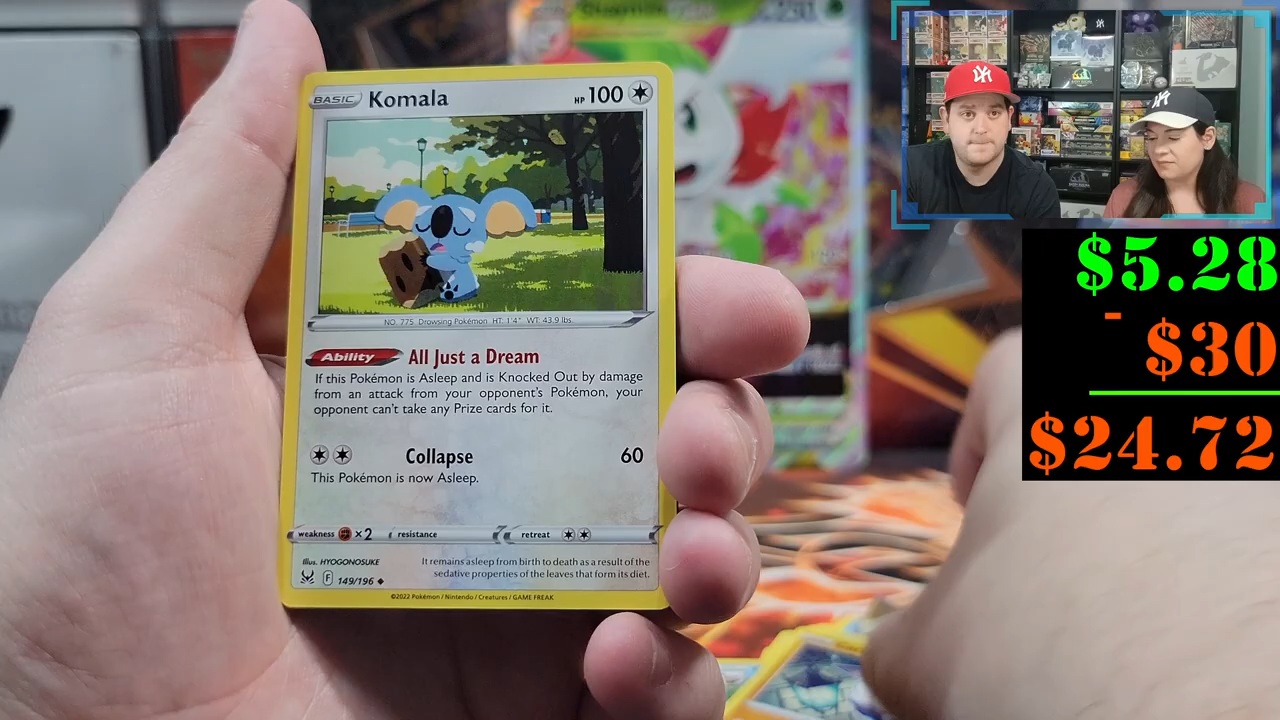 BASIC Komala HP 100
NO. 775 Drowsing Pokémon HT: 1'4" WT: 43.9 lbs.
Ability All Just a Dream
If this Pokémon is Asleep and is Knocked Out by damage
from an attack from your opponent's Pokémon, your
opponent can't take any Prize cards for it.
Collapse 60
This Pokémon is now Asleep.
weakness ×2 resistance retreat
Illus. HYOGONOSUKE
It remains asleep from birth to death as a result of the
sedative properties of the leaves that form its diet.
F 149/196
©2022 Pokémon / Nintendo / Creatures / GAME FREAK
$5.28
- $30
$24.72